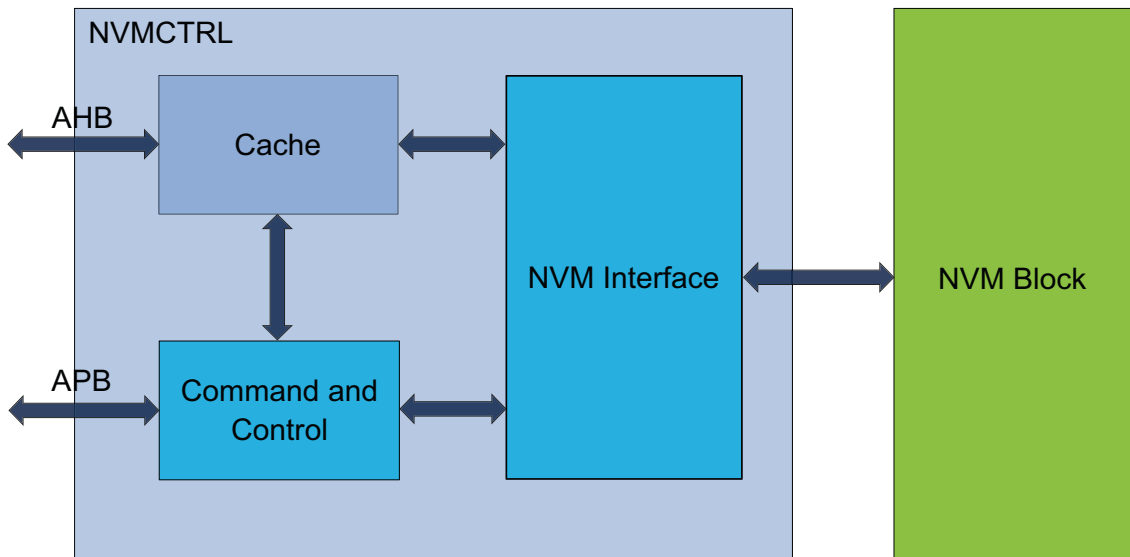 NVMCTRL
AHB
Cache
NVM Interface
NVM Block
APB
Command and
Control